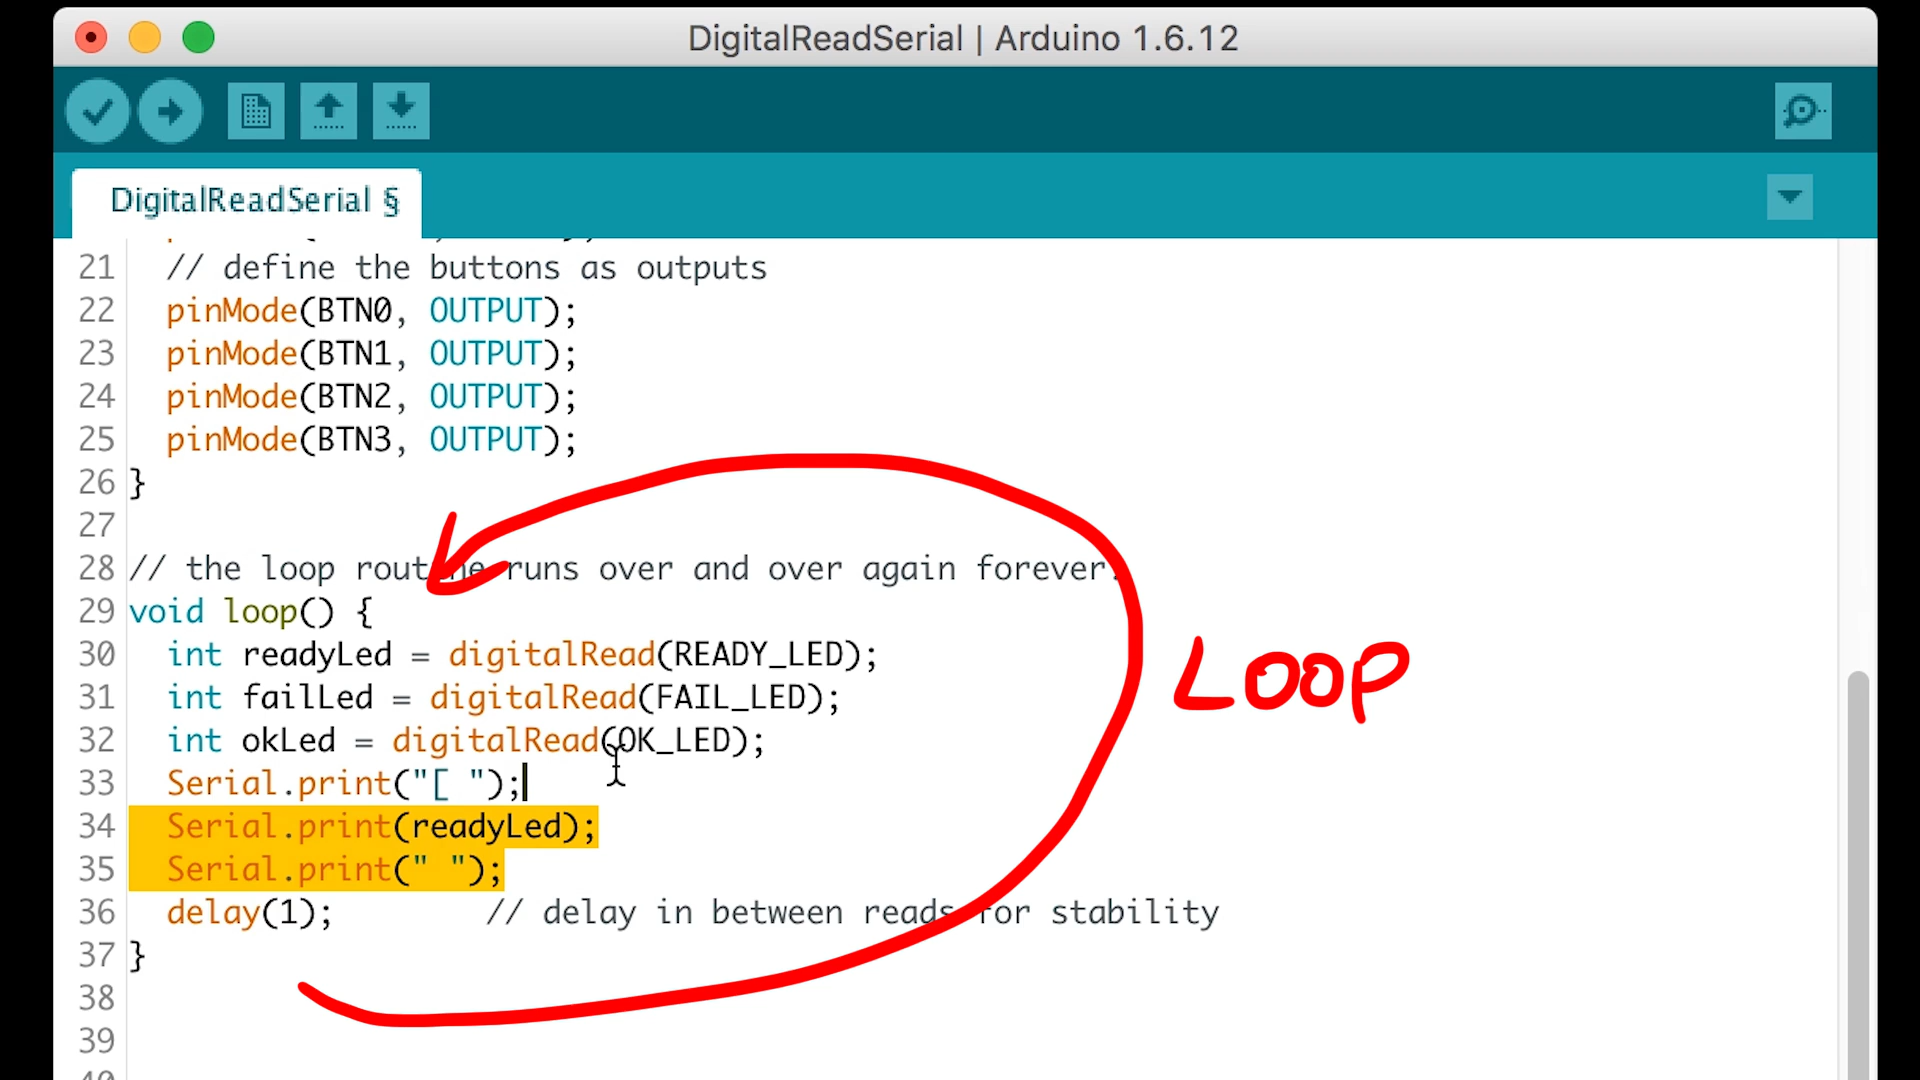 DigitalReadSerial | Arduino 1.6.12
DigitalReadSerial §
21 // define the buttons as outputs
22 pinMode(BTN0, OUTPUT);
23 pinMode(BTN1, OUTPUT);
24 pinMode(BTN2, OUTPUT);
25 pinMode(BTN3, OUTPUT);
26 }
27
28 // the loop routine runs over and over again forever:
29 void loop() {
30 int readyLed = digitalRead(READY_LED);
31 int failLed = digitalRead(FAIL_LED);
32 int okLed = digitalRead(OK_LED);
33 Serial.print("[ ");
34 Serial.print(readyLed);
35 Serial.print(" ");
36 delay(1); // delay in between reads for stability
37 }
38
39
LOOP